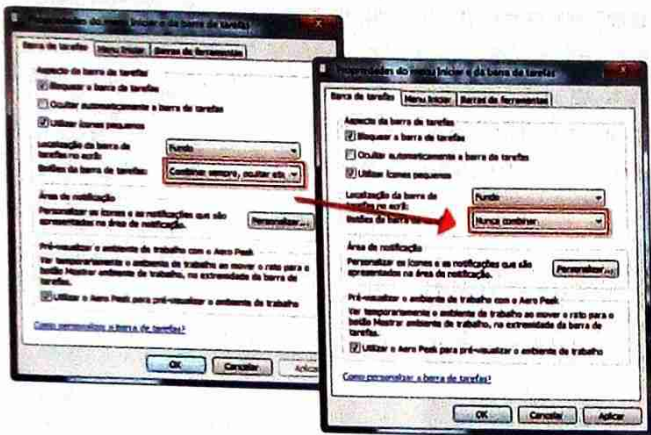 Propriedades do menu Iniciar e da barra de tarefas
Barra de tarefas Menu Iniciar Barras de ferramentas
Aspecto da barra de tarefas
Bloquear a barra de tarefas
Ocultar automaticamente a barra de tarefas
Utilizar ícones pequenos
Localização da barra de
tarefas no ecrã:
Fundo
Botões da barra de tarefas:
Combinar sempre, ocultar eti
Área de notificação
Personalizar os ícones e as notificações que são
apresentados na área de notificação.
Personalizar...
Pré-visualizar o ambiente de trabalho com o Aero Peek
Ver temporariamente o ambiente de trabalho ao mover o rato para o
botão Mostrar ambiente de trabalho, na extremidade da barra de
tarefas.
Utilizar o Aero Peek para pré-visualizar o ambiente de trabalho
Como personalizo a barra de tarefas?
OK Cancelar Aplica
Propriedades do menu Iniciar e da barra de tarefas
Barra de tarefas Menu Iniciar Barras de ferramentas
Aspecto da barra de tarefas
Bloquear a barra de tarefas
Ocultar automaticamente a barra de tarefas
Utilizar ícones pequenos
Localização da barra de
tarefas no ecrã:
Fundo
Botões da barra de
Nunca combinar
Área de notificação
Personalizar os ícones e as notificações que são
apresentados na área de notificação.
Personalizar...
Pré-visualizar o ambiente de trabalho com o Aero Peek
Ver temporariamente o ambiente de trabalho ao mover o rato para o
botão Mostrar ambiente de trabalho, na extremidade da barra de
tarefas.
Utilizar o Aero Peek para pré-visualizar o ambiente de trabalho
Como personalizar a barra de tarefas?
OK Cancelar Aplicar